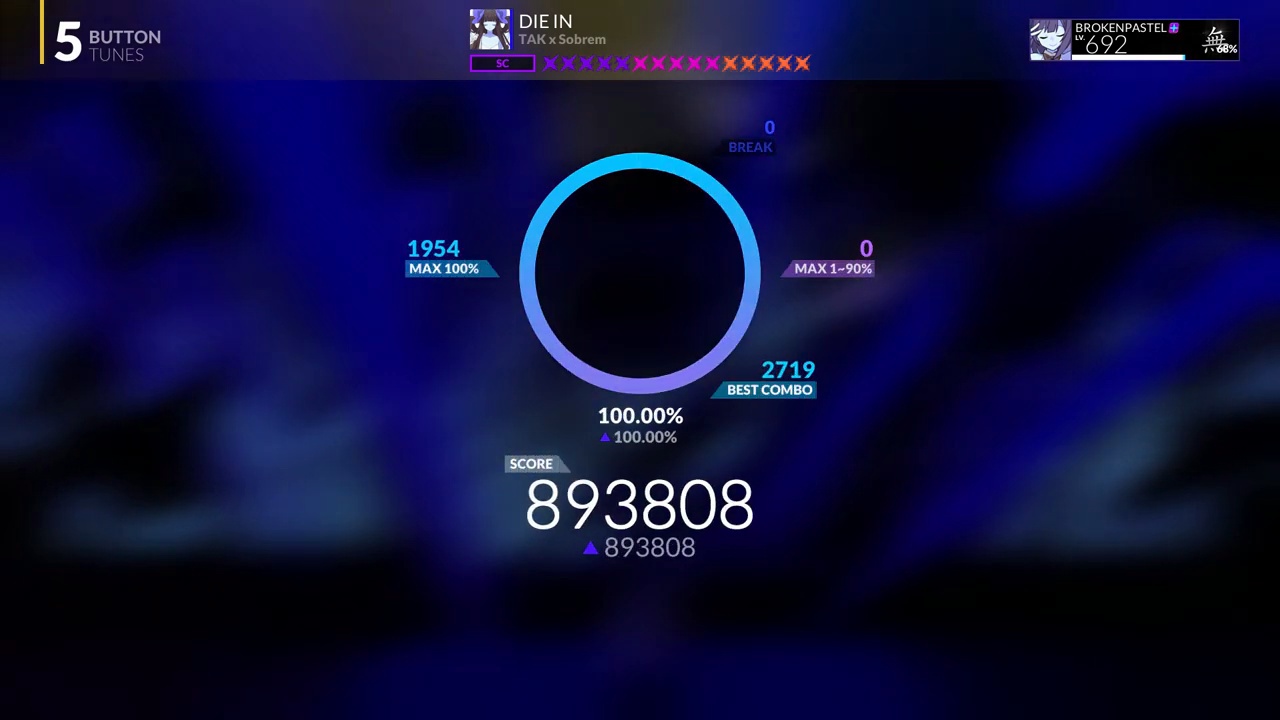 5 BUTTON
TUNES
DIE IN
TAK x Sobrem
SC
BROKENPASTEL
LV. 692
無
68%
0
BREAK
1954
MAX 100%
0
MAX 1~90%
2719
BEST COMBO
100.00%
100.00%
SCORE
893808
893808